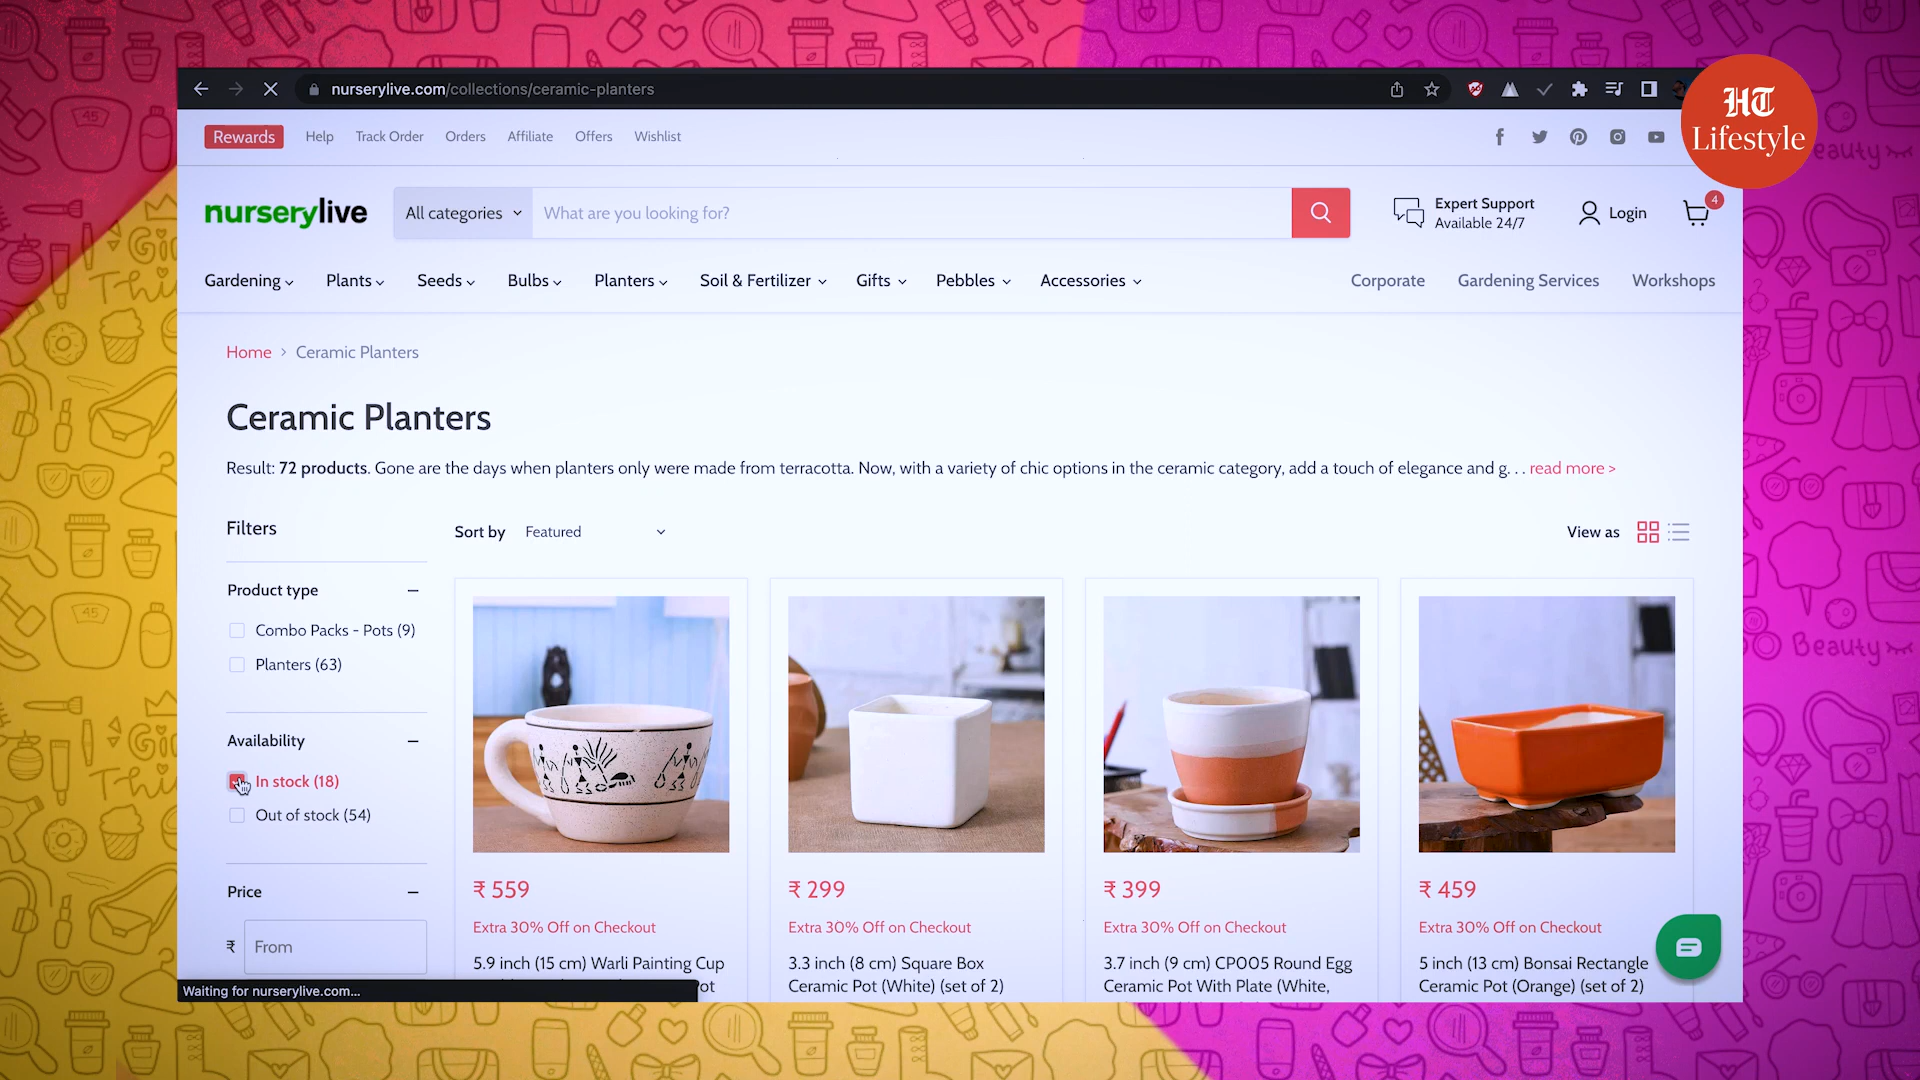 nurserylive.com/collections/ceramic-planters
HT
Lifestyle
Rewards Help Track Order Orders Affiliate Offers Wishlist
nurserylive All categories What are you looking for? Expert Support
Available 24/7 Login 4
Gardening Plants Seeds Bulbs Planters Soil & Fertilizer Gifts Pebbles Accessories Corporate Gardening Services Workshops
Home > Ceramic Planters
Ceramic Planters
Result: 72 products. Gone are the days when planters only were made from terracotta. Now, with a variety of chic options in the ceramic category, add a touch of elegance and g. . . read more >
Filters
Sort by Featured View as
Product type
Combo Packs - Pots (9)
Planters (63)
Availability
In stock (18)
Out of stock (54)
Price
₹ From
₹ 559
Extra 30% Off on Checkout
5.9 inch (15 cm) Warli Painting Cup
ot
₹ 299
Extra 30% Off on Checkout
3.3 inch (8 cm) Square Box
Ceramic Pot (White) (set of 2)
₹ 399
Extra 30% Off on Checkout
3.7 inch (9 cm) CP005 Round Egg
Ceramic Pot With Plate (White,
₹ 459
Extra 30% Off on Checkout
5 inch (13 cm) Bonsai Rectangle
Ceramic Pot (Orange) (set of 2)
Waiting for nurserylive.com...
45
45
Beauty